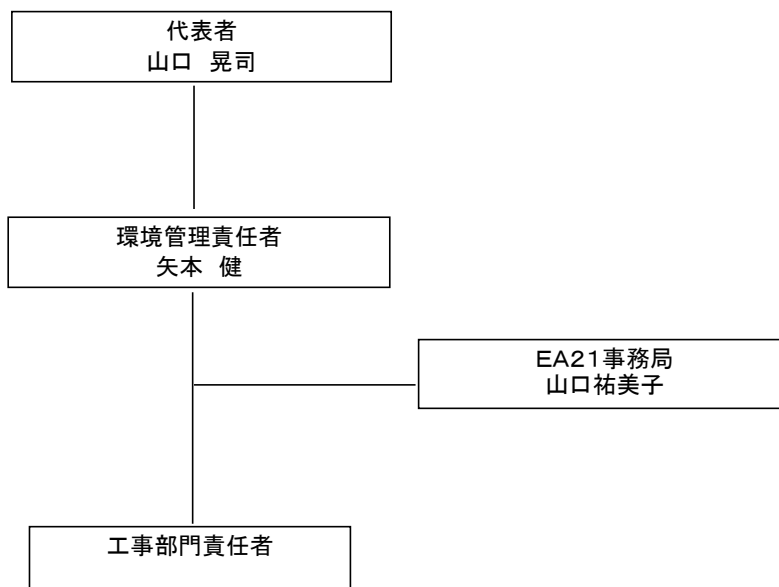 代表者
山口　晃司
環境管理責任者
矢本　健
ＥＡ２１事務局
山口祐美子
工事部門責任者